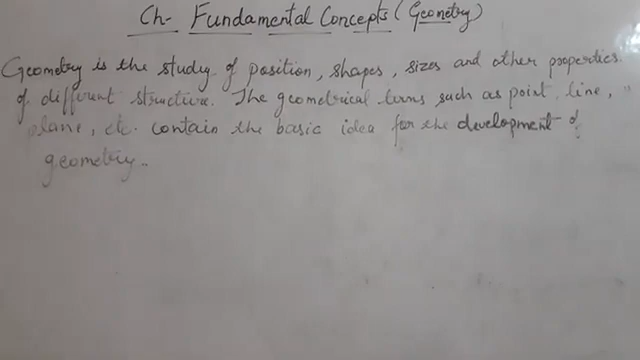 Ch- Fundamental Concepts (Geometry)
Geometry is the study of position, shapes, sizes and other properties
of different structure. The geometrical terms such as point, line,
plane, etc. contain the basic idea for the development of
geometry..